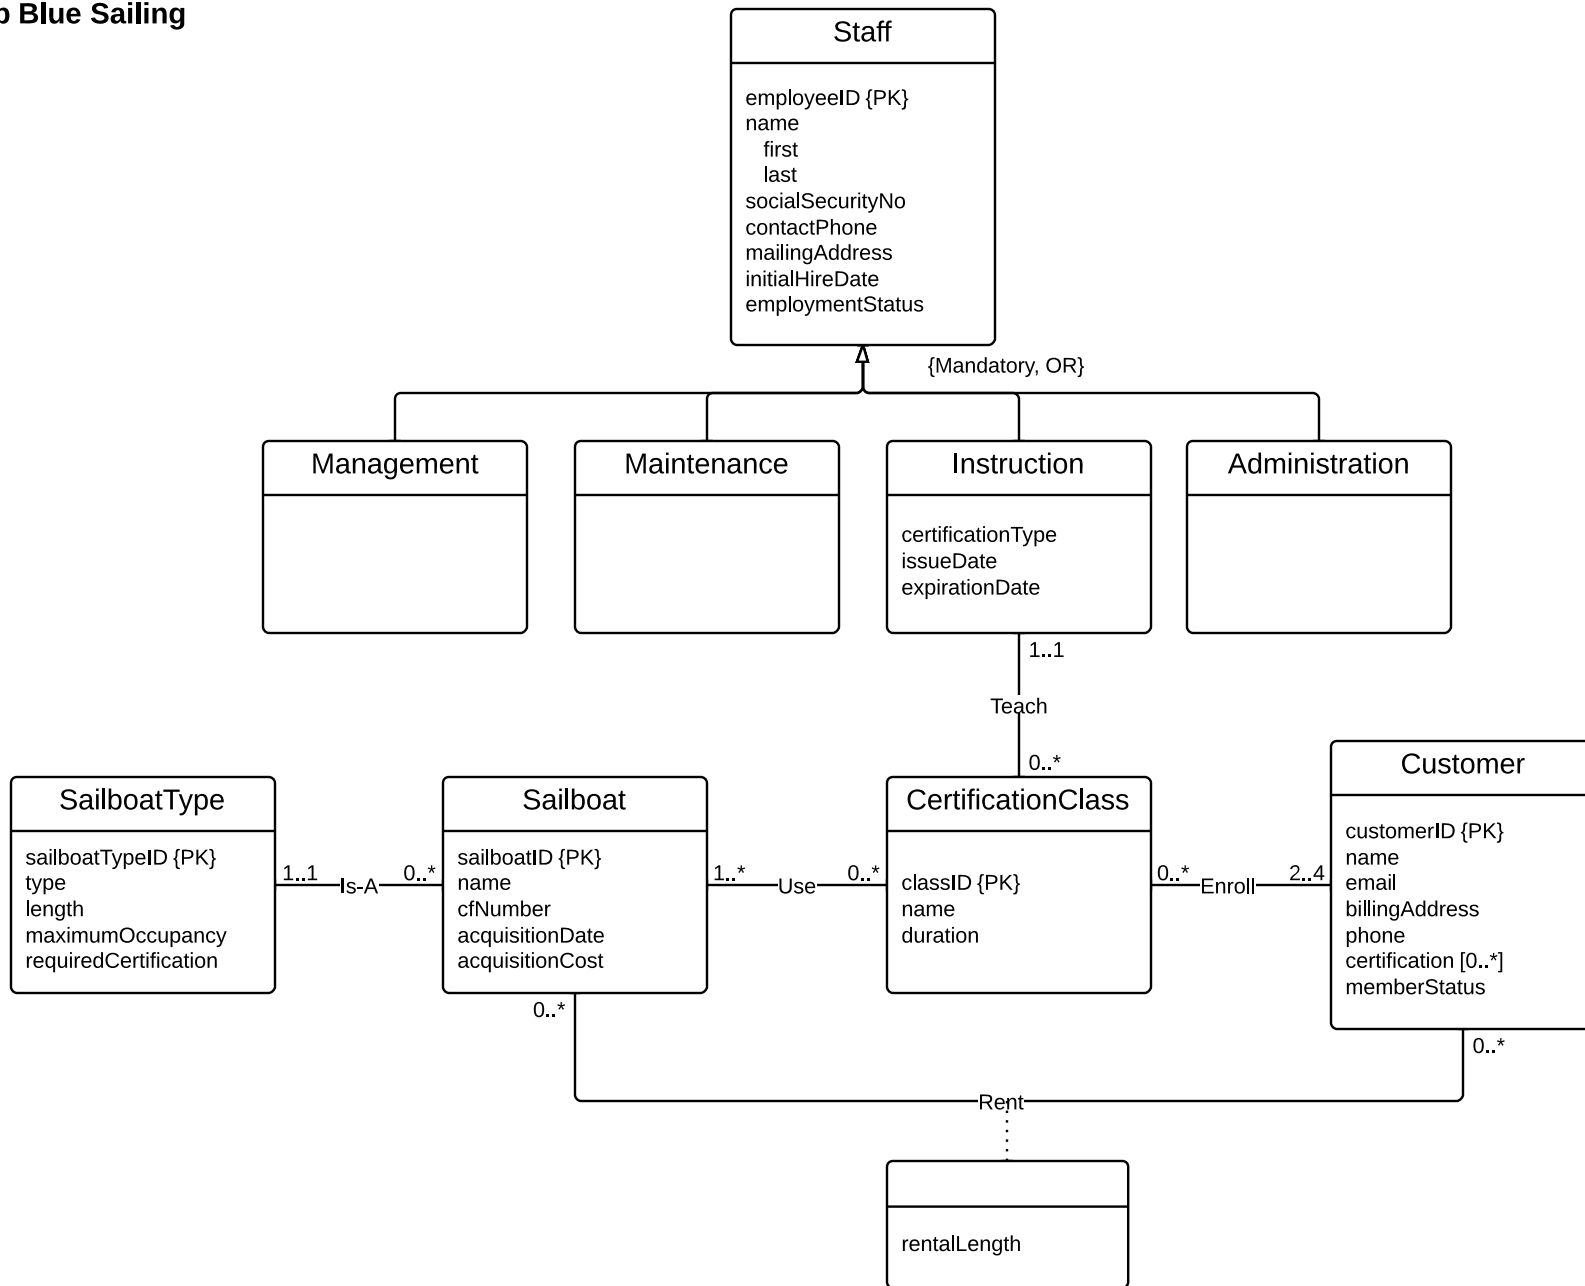 Blue Sailing
Staff
employeeID {PK}
name
first
last
socialSecurityNo
contactPhone
mailingAddress
initialHireDate
employmentStatus
{Mandatory, OR}
Management
Maintenance
Instruction
certificationType
issueDate
expirationDate
Administration
1..1
Teach
0..*
SailboatType
sailboatTypeID {PK}
type
length
maximumOccupancy
requiredCertification
1..1
Is-A
0..*
Sailboat
sailboatID {PK}
name
cfNumber
acquisitionDate
acquisitionCost
1..*
Use
0..*
CertificationClass
classID {PK}
name
duration
0..*
Enroll
2..4
Customer
customerID {PK}
name
email
billingAddress
phone
certification [0..*]
memberStatus
0..*
0..*
Rent
rentalLength